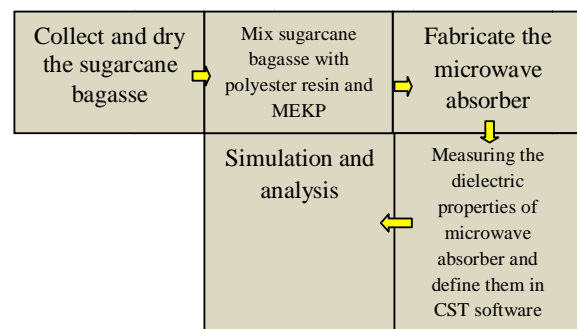 Collect and dry
the sugarcane
bagasse
Mix sugarcane
bagasse with
polyester resin and
MEKP
Fabricate the
microwave
absorber
Measuring the
dielectric
properties of
microwave
absorber and
define them in
CST software
Simulation and
analysis